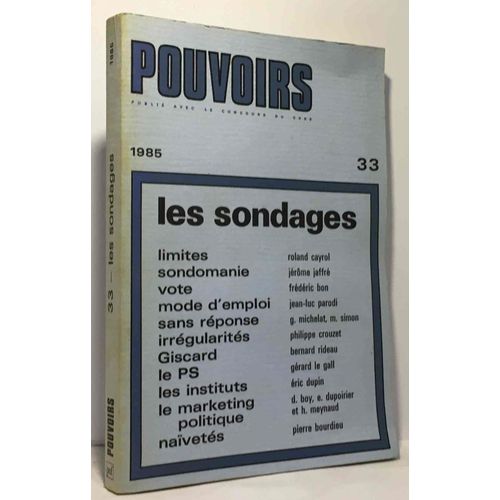 POUVOIRS
PUBLIÉ AVEC LE CONCOURS DU CNRS
1985 33
les sondages
limites roland cayrol
sondomanie jérôme jaffré
vote frédéric bon
mode d'emploi jean-luc parodi
sans réponse g. michelat, m. simon
irrégularités philippe crouzet
Giscard bernard rideau
le PS gérard le gall
les instituts éric dupin
le marketing politique d. boy, e. dupoirier et h. meynaud
naïvetés pierre bourdieu
1985
33 — les sondages
POUVOIRS